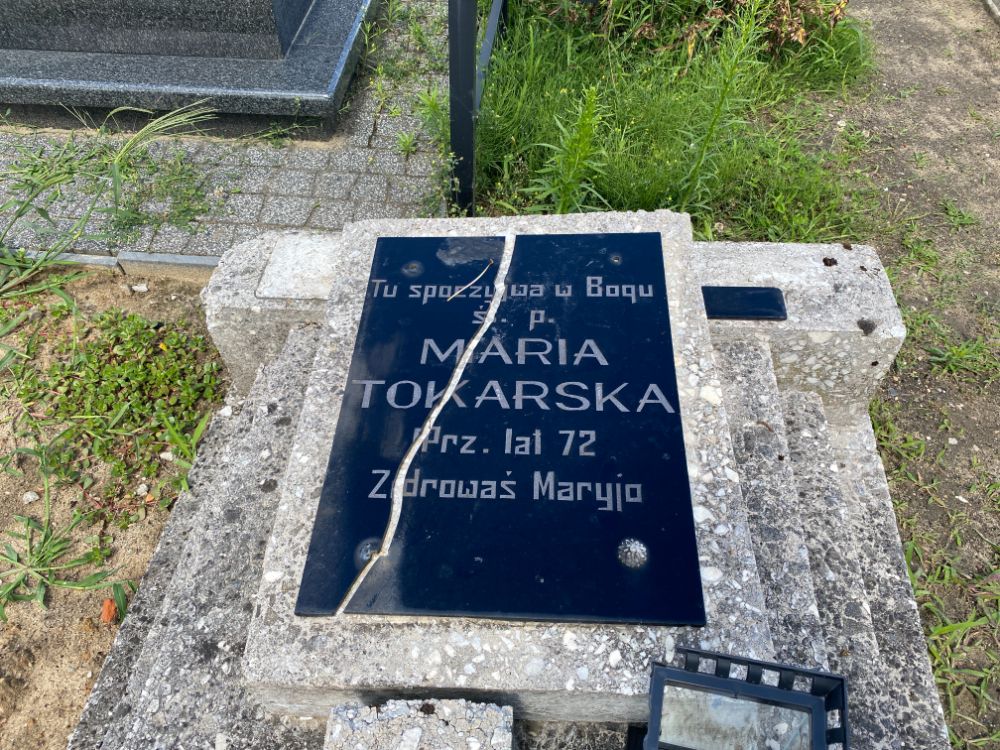 Tu spoczywa w Bogu
ś. p.
MARIA
TOKARSKA
Prz. lat 72
Zdrowaś Maryjo